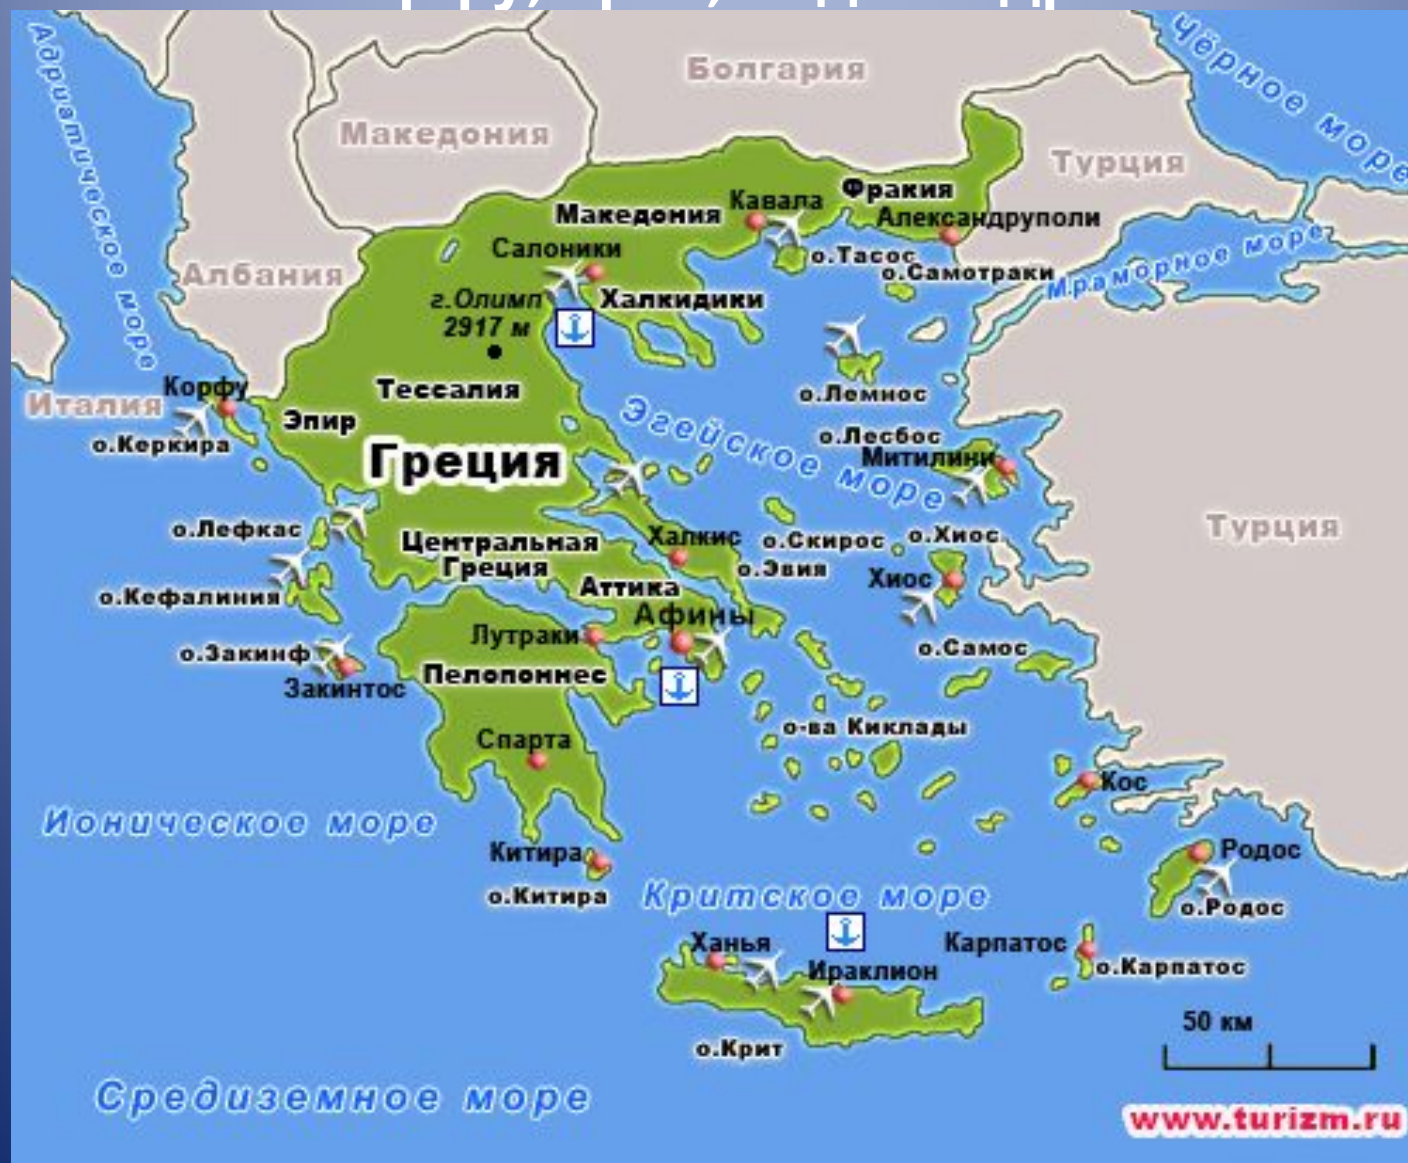 Болгария
Чёрное море
Адриатическое море
Македония
Турция
Фракия
Кавала
Македония
Александруполи
Салоники
о.Тасос
Мраморное море
Албания
о.Самотраки
г.Олимп
2917 м
Халкидики
Корфу
Тессалия
о.Лемнос
Италия
Эпир
Эгейское море
о.Лесбос
о.Керкира
Греция
Митилини
о.Лефкас
Центральная
Греция
Халкис
о.Скирос
о.Хиос
Турция
о.Эвия
Хиос
о.Кефалиния
Аттика
Афины
Лутраки
о.Самос
о.Закинф
Закинтос
Пелопоннес
о-ва Киклады
Спарта
Кос
Ионическое море
Китира
Родос
о.Китира
Критское море
о.Родос
Ханья
Карпатос
Ираклион
о.Карпатос
50 км
о.Крит
Средиземное море
www.turizm.ru